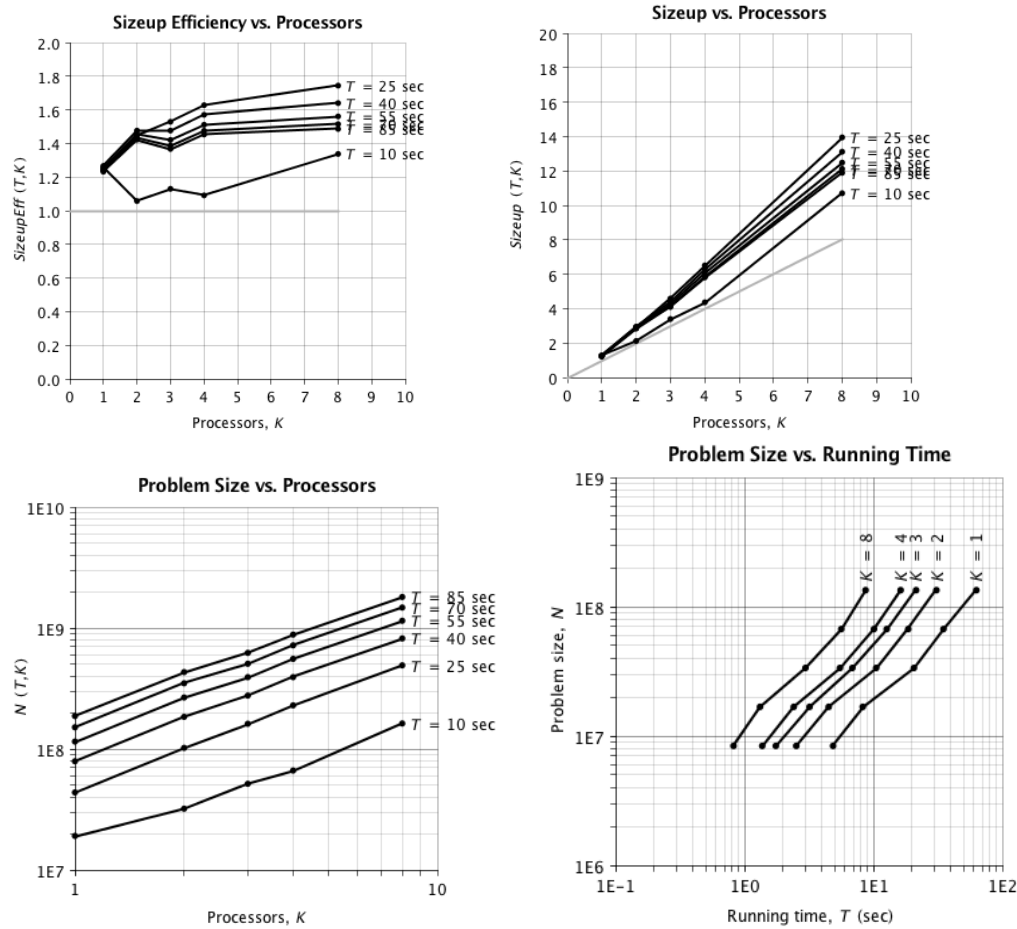 Sizeup Efficiency vs. Processors
2.0
1.8
1.6
1.4
1.2
1.0
0.8
0.6
0.4
0.2
0.0
SizeupEff (T,K)
T = 25 sec
T = 40 sec
T = 55 sec
T = 85 sec
T = 10 sec
0 1 2 3 4 5 6 7 8 9 10
Processors, K
Sizeup vs. Processors
20
18
16
14
12
10
8
6
4
2
0
Sizeup (T,K)
T = 25 sec
T = 40 sec
T = 55 sec
T = 85 sec
T = 10 sec
0 1 2 3 4 5 6 7 8 9 10
Processors, K
Problem Size vs. Processors
1E10
1E9
1E8
1E7
N (T,K)
T = 85 sec
T = 70 sec
T = 55 sec
T = 40 sec
T = 25 sec
T = 10 sec
1 10
Processors, K
Problem Size vs. Running Time
1E9
1E8
1E7
1E6
Problem size, N
K = 8
K = 4
K = 3
K = 2
K = 1
1E-1 1E0 1E1 1E2
Running time, T (sec)